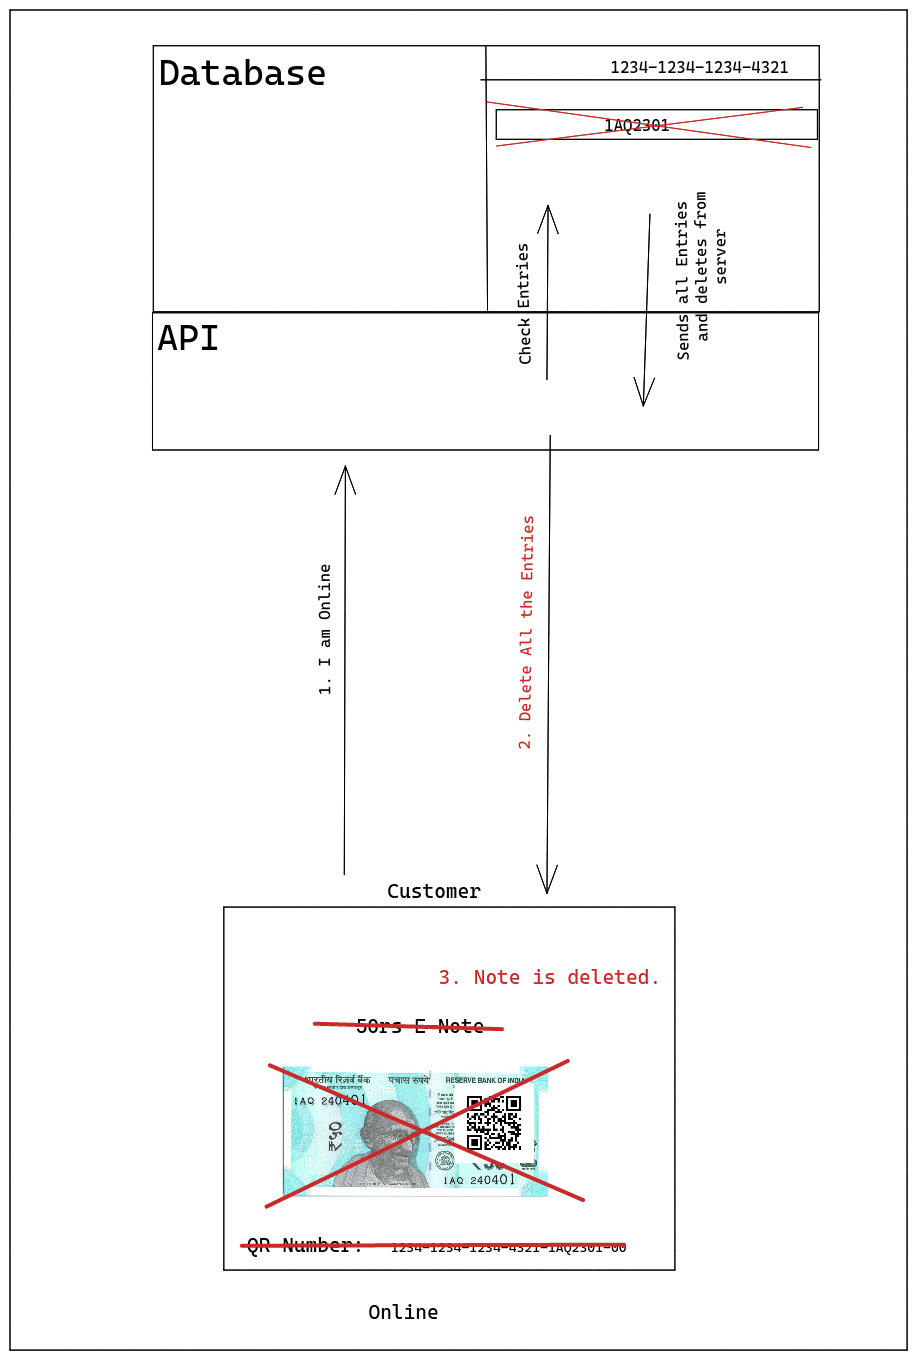 Database
1234-1234-1234-4321
1AQ2301
Check Entries
Sends all Entries
and deletes from
server
API
1. I am Online
2. Delete All the Entries
Customer
3. Note is deleted.
50rs E Note
भारतीय रिज़र्व बैंक
पंचास रुपये
RESERVE BANK OF INDIA
1AQ 240401
₹५०
1AQ 240401
QR Number: 1234-1234-1234-4321-1AQ2301-00
Online